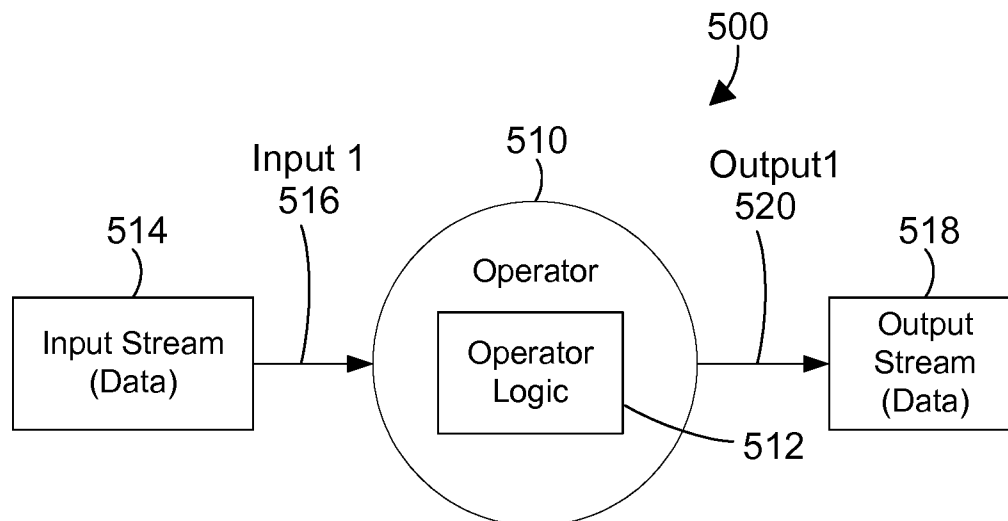 500
510
Input 1
516
Output1
520
514
518
Operator
Input Stream
(Data)
Operator
Logic
Output
Stream
(Data)
512